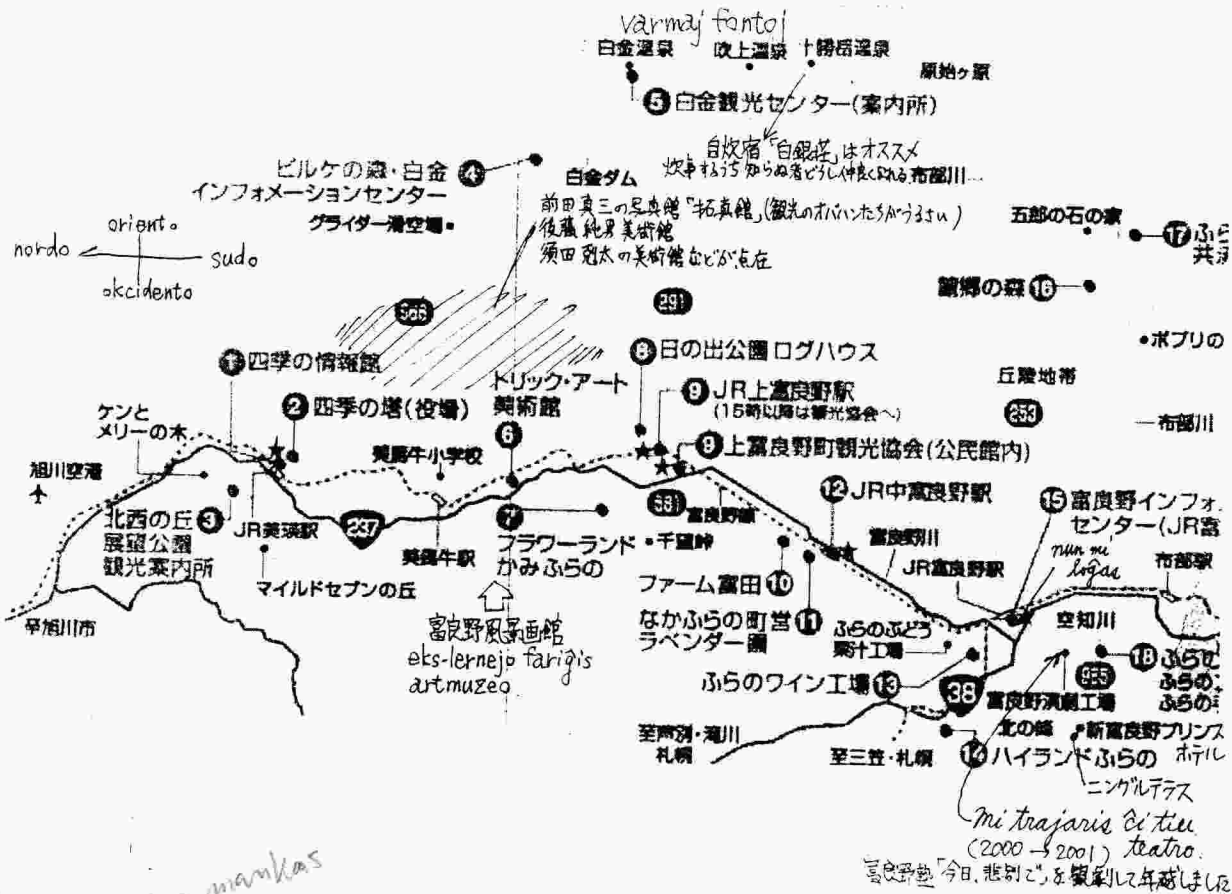 varmaj fontoj
白金温泉
吹上温泉
十勝岳温泉
原始ヶ原
5 白金観光センター(案内所)
自炊宿「白銀荘」はオススメ
炊事するうち知らぬ者どうし仲良くなれる
布部川
ビルケの森・白金 4
インフォメーションセンター
白金ダム
グライダー滑空場
前田真三の写真館「拓真館」(観光のオバハンたちがうるさい)
後藤純男美術館
須田剋太の美術館などが点在
五郎の石の家
17 ふら
共
oriento
nordo
sudo
okcidento
966
291
麓郷の森 16
ポプリの
1 四季の情報館
8 日の出公園 ログハウス
丘陵地帯
253
ケンと
メリーの木
2 四季の塔(役場)
トリック・アート
美術館
6
9 JR上富良野駅
(15時以降は観光協会へ)
布部川
美馬牛小学校
9 上富良野町観光協会(公民館内)
旭川空港
12 JR中富良野駅
15 富良野インフォ
センター(JR富
北西の丘 3
展望公園
観光案内所
JR美瑛駅
237
美馬牛駅
7 フラワーランド
かみふらの
581
富良野線
千望峠
富良野川
JR富良野駅
nun mi
loĝas
布部駅
マイルドセブンの丘
ファーム富田 10
なかふらの町営 11
ラベンダー園
ふらのぶどう
果汁工場
空知川
至旭川市
富良野風景画館
eks-lernejo fariĝis
artmuzeo
ふらのワイン工場 13
38
985
18 ふらの
ふらの
ふらの
富良野演劇工場
至芦別・滝川
札幌
至三笠・札幌
北の峰
新富良野プリンス
ホテル
14 ハイランドふらの
ニングルテラス
mi trajaris ĉi tiu
(2000→2001) teatro.
富良野塾「今日、悲別で」を観劇して年越しました
mankas